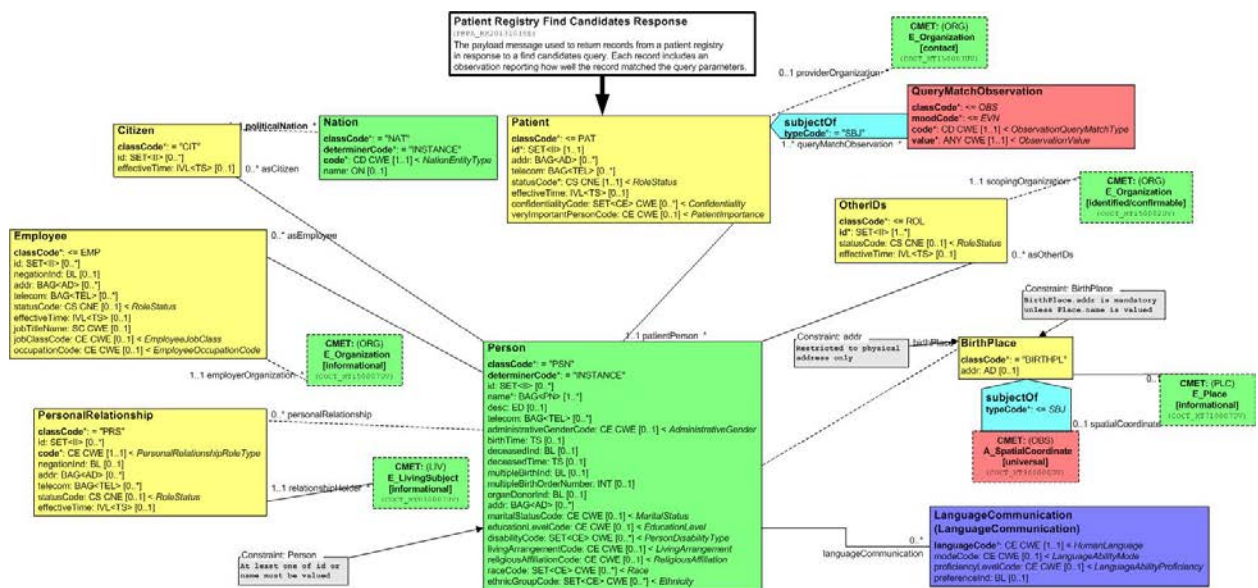 Patient Registry Find Candidates Response
The payload message used to return records from a patient registry
in response to a find candidates query. Each record includes an
observation reporting how well the record matched the query parameters.
CMET: (ORG)
E_Organization
[contact]
0..1 providerOrganization
QueryMatchObservation
classCode*: <= OBS
moodCode*: <= EVN
code*: CD CWE [1..1] < ObservationQueryMatchType
value*: ANY CWE [1..1] < ObservationValue
subjectOf
typeCode*: = "SBJ"
1..* queryMatchObservation *
Citizen
classCode*: = "CIT"
id: SET<II> [0..*]
effectiveTime: IVL<TS> [0..1]
politicalNation *
0..* asCitizen
Nation
classCode*: = "NAT"
determinerCode*: = "INSTANCE"
code*: CD CWE [1..1] < NationEntityType
name: ON [0..1]
Patient
classCode*: <= PAT
id*: SET<II> [1..*]
addr: BAG<AD> [0..*]
telecom: BAG<TEL> [0..*]
statusCode*: CS CNE [1..1] < RoleStatus
effectiveTime: IVL<TS> [0..1]
confidentialityCode: SET<CE> CWE [0..*] < Confidentiality
veryImportantPersonCode: CE CWE [0..1] < PatientImportance
1..1 scopingOrganization
CMET: (ORG)
E_Organization
[identified/confirmable]
OtherIDs
classCode*: <= ROL
id*: SET<II> [1..*]
statusCode: CS CNE [0..1] < RoleStatus
effectiveTime: IVL<TS> [0..1]
0..* asOtherIDs
Employee
classCode*: <= EMP
id: SET<II> [0..*]
negationInd: BL [0..1]
addr: BAG<AD> [0..*]
telecom: BAG<TEL> [0..*]
statusCode: CS CNE [0..1] < RoleStatus
effectiveTime: IVL<TS> [0..1]
jobTitleName: SC CWE [0..1]
jobClassCode: CE CWE [0..1] < EmployeeJobClass
occupationCode: CE CWE [0..1] < EmployeeOccupationCode
0..* asEmployee
CMET: (ORG)
E_Organization
[informational]
1..1 employerOrganization *
Constraint: BirthPlace
BirthPlace.addr is mandatory
unless Place.name is valued
Constraint: addr
Restricted to physical
address only
BirthPlace
classCode*: = "BIRTHPL"
addr: AD [0..1]
CMET: (PLC)
E_Place
[informational]
subjectOf
typeCode*: <= SBJ
0..1 spatialCoordinate
CMET: (OBS)
A_SpatialCoordinate
[universal]
1..1 patientPerson *
Person
classCode*: = "PSN"
determinerCode*: = "INSTANCE"
id: SET<II> [0..*]
name*: BAG<PN> [1..*]
desc: ED [0..1]
telecom: BAG<TEL> [0..*]
administrativeGenderCode: CE CWE [0..1] < AdministrativeGender
birthTime: TS [0..1]
deceasedInd: BL [0..1]
deceasedTime: TS [0..1]
multipleBirthInd: BL [0..1]
multipleBirthOrderNumber: INT [0..1]
organDonorInd: BL [0..1]
addr: BAG<AD> [0..*]
maritalStatusCode: CE CWE [0..1] < MaritalStatus
educationLevelCode: CE CWE [0..1] < EducationLevel
disabilityCode: SET<CE> CWE [0..*] < PersonDisabilityType
livingArrangementCode: CE CWE [0..1] < LivingArrangement
religiousAffiliationCode: CE CWE [0..1] < ReligiousAffiliation
raceCode: SET<CE> CWE [0..*] < Race
ethnicGroupCode: SET<CE> CWE [0..*] < Ethnicity
PersonalRelationship
classCode*: = "PRS"
id: SET<II> [0..*]
code*: CE CWE [1..1] < PersonalRelationshipRoleType
negationInd: BL [0..1]
addr: BAG<AD> [0..*]
telecom: BAG<TEL> [0..*]
statusCode: CS CNE [0..1] < RoleStatus
effectiveTime: IVL<TS> [0..1]
0..* personalRelationship
CMET: (LIV)
E_LivingSubject
[informational]
1..1 relationshipHolder *
Constraint: Person
At least one of id or
name must be valued
0..*
languageCommunication
LanguageCommunication
(LanguageCommunication)
languageCode*: CE CWE [1..1] < HumanLanguage
modeCode: CE CWE [0..1] < LanguageAbilityMode
proficiencyLevelCode: CE CWE [0..1] < LanguageAbilityProficiency
preferenceInd: BL [0..1]